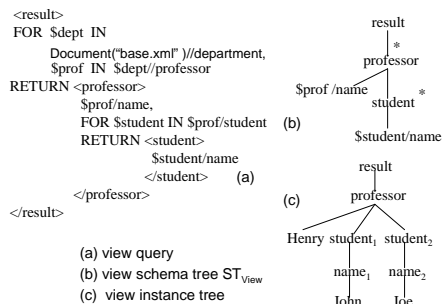 <result>
FOR $dept IN
Document("base.xml" )//department,
$prof IN $dept//professor
RETURN <professor>
$prof/name,
FOR $student IN $prof/student
RETURN <student>
$student/name
</student> (a)
</professor>
</result>
(a) view query
(b) view schema tree STView
(c) view instance tree
result
*
professor
$prof /name
student *
(b)
$student/name
result
(c)
professor
Henry student1 student2
name1 name2
John Joe